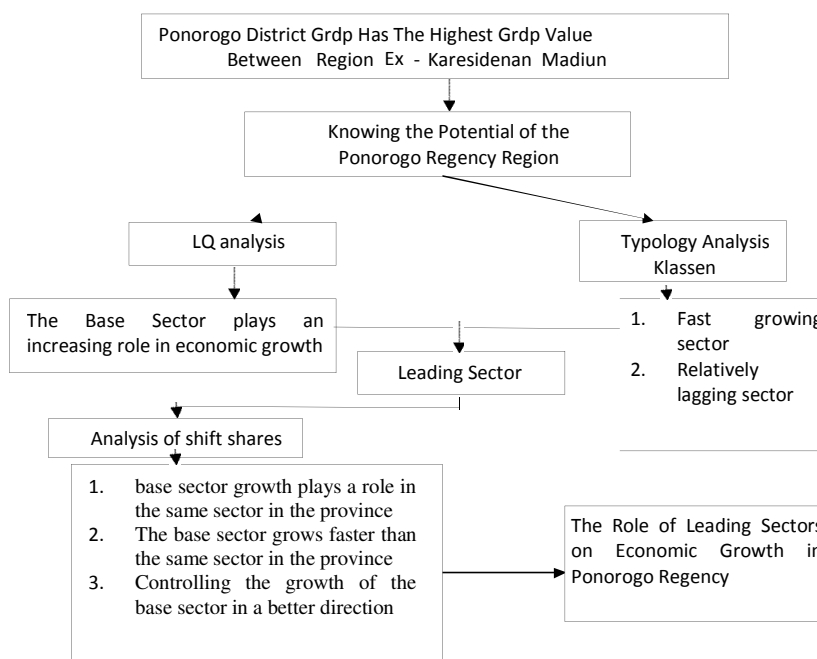 Ponorogo District Grdp Has The Highest Grdp Value
Between Region Ex - Karesidenan Madiun
Knowing the Potential of the
Ponorogo Regency Region
LQ analysis
Typology Analysis
Klassen
The Base Sector plays an
increasing role in economic growth
1. Fast growing
sector
2. Relatively
lagging sector
Leading Sector
Analysis of shift shares
1. base sector growth plays a role in
the same sector in the province
2. The base sector grows faster than
the same sector in the province
3. Controlling the growth of the
base sector in a better direction
The Role of Leading Sectors
on Economic Growth in
Ponorogo Regency